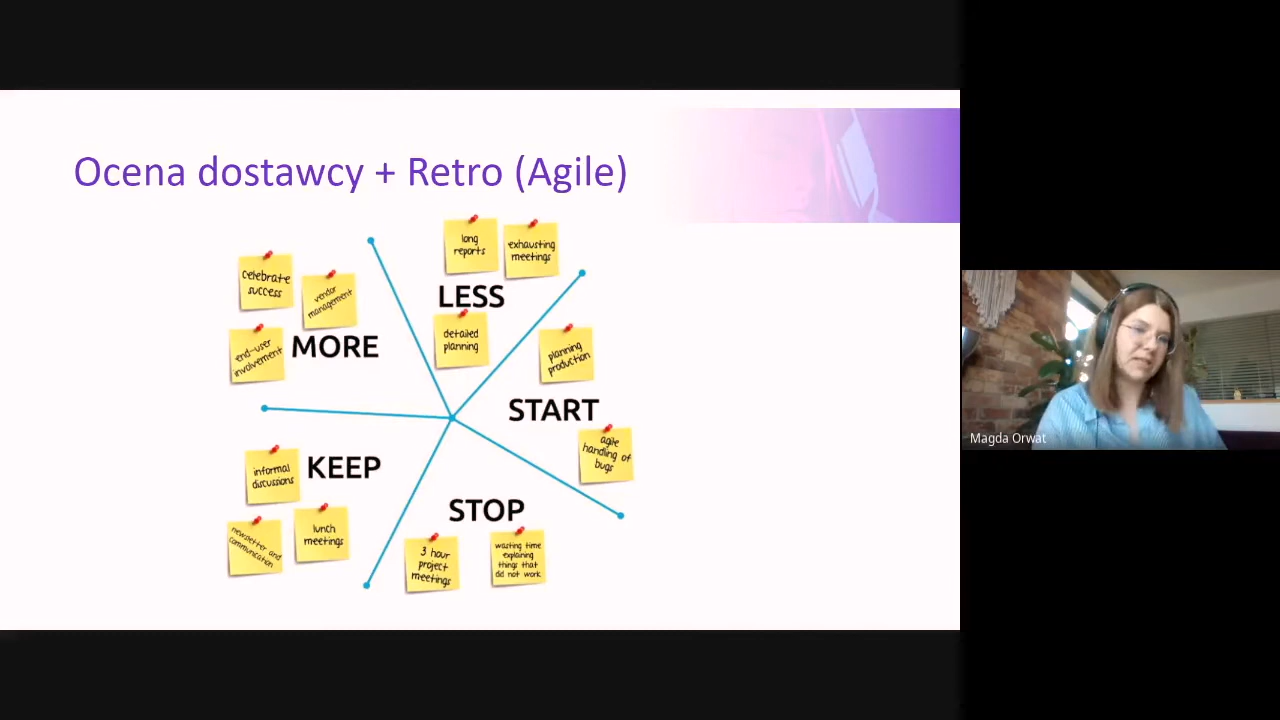 Ocena dostawcy + Retro (Agile)
long
reports
exhausting
meetings
LESS
detailed
planning
celebrate
success
vendor
management
end-user
involvement
MORE
planning
production
START
agile
handling of
bugs
informal
discussions
KEEP
newsletter and
communication
lunch
meetings
STOP
3 hour
project
meetings
wasting time
explaining
things that
did not work
Magda Orwat